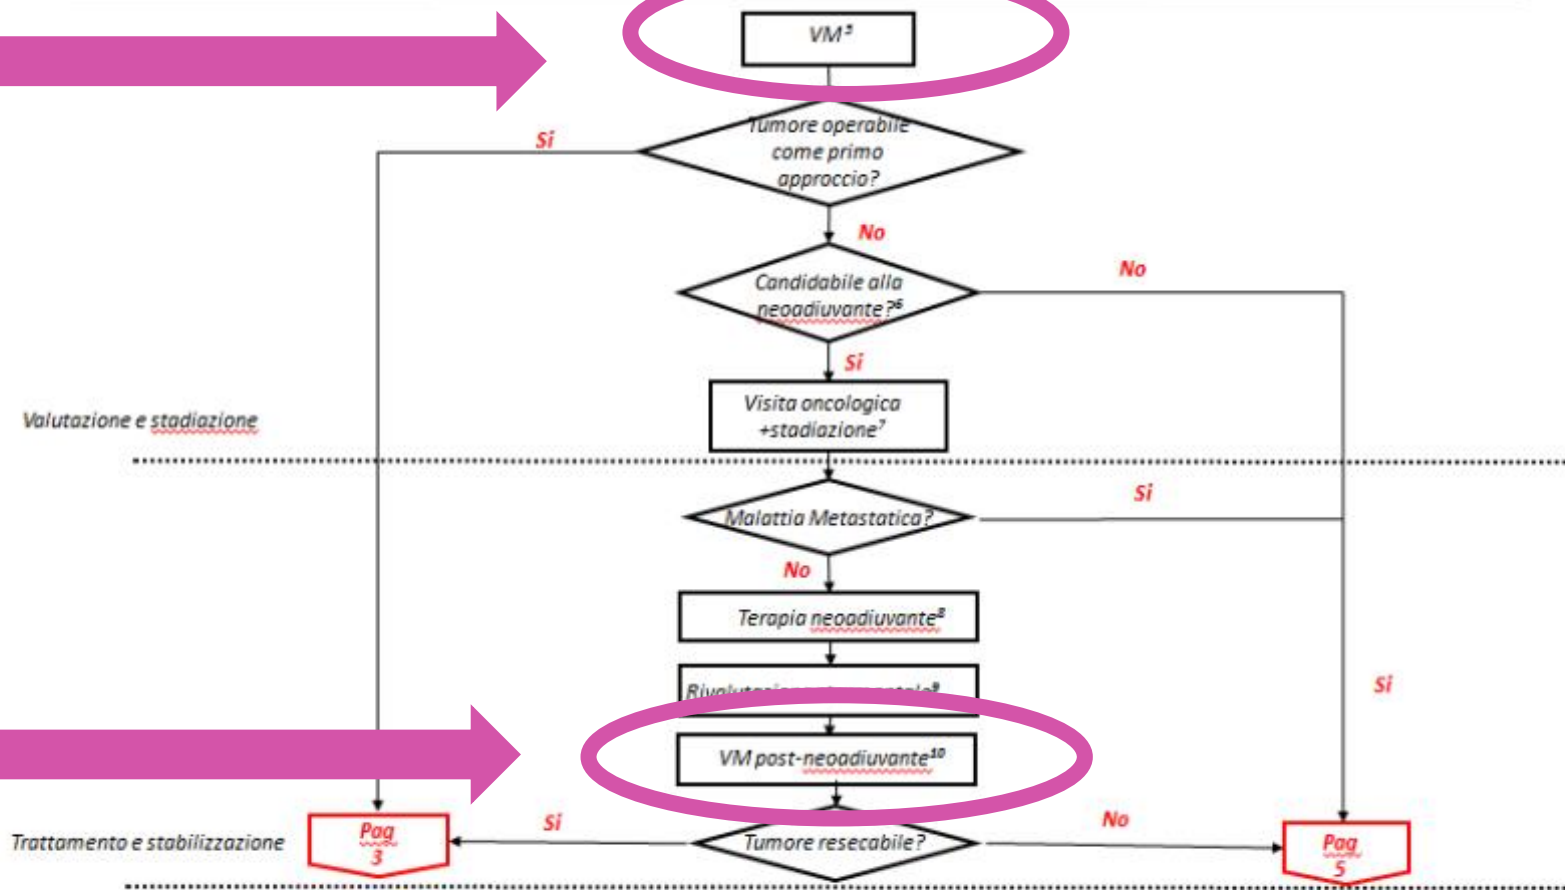 VM⁵
Tumore operabile
come primo
approccio?
Si
No
Candidabile alla
neoadiuvante?⁶
No
Si
Visita oncologica
+stadiazione⁷
Valutazione e stadiazione
Malattia Metastatica?
Si
No
Terapia neoadiuvante⁸
Si
VM post-neoadiuvante¹⁰
Trattamento e stabilizzazione
Pag
3
Si
Tumore resecabile?
No
Pag
5